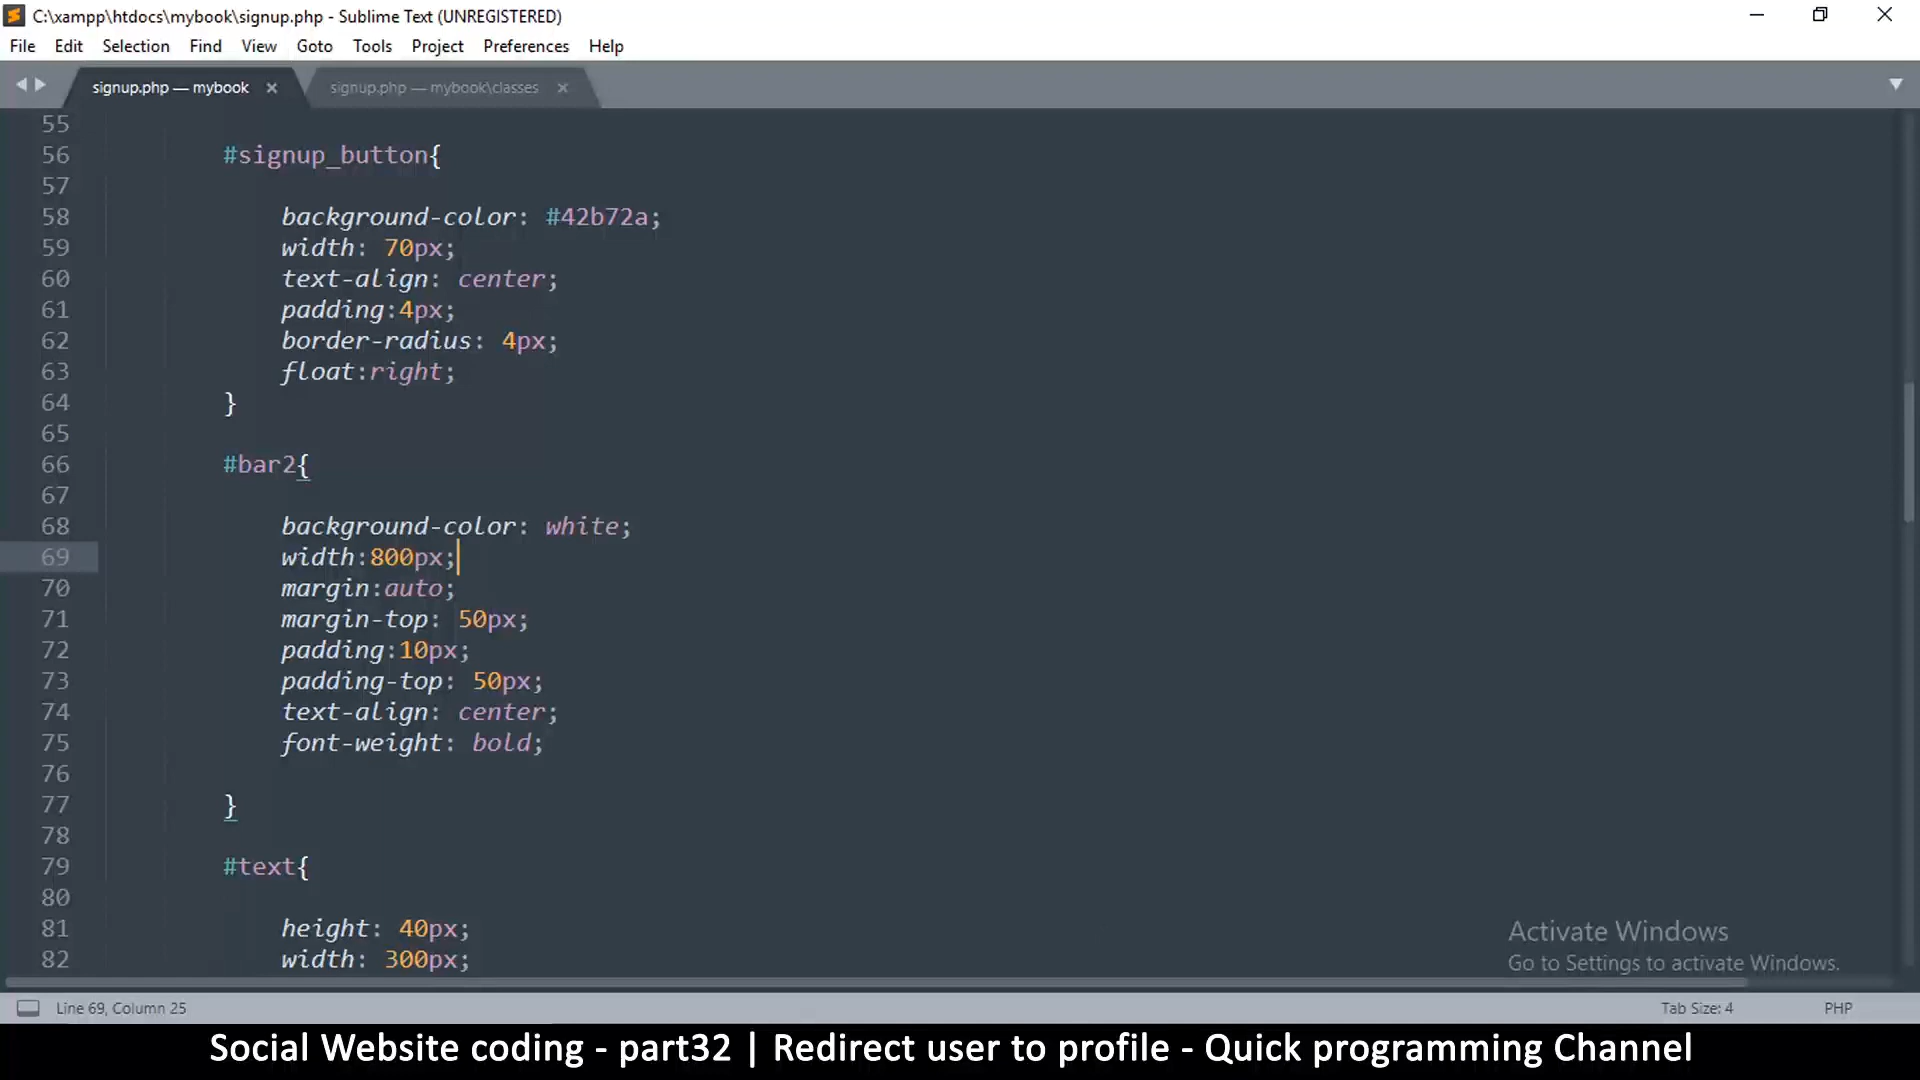 C:\xampp\htdocs\mybook\signup.php - Sublime Text (UNREGISTERED)
File Edit Selection Find View Goto Tools Project Preferences Help
signup.php — mybook × signup.php — mybook\classes ×
55
56 #signup_button{
57
58 background-color: #42b72a;
59 width: 70px;
60 text-align: center;
61 padding:4px;
62 border-radius: 4px;
63 float:right;
64 }
65
66 #bar2{
67
68 background-color: white;
69 width:800px;
70 margin:auto;
71 margin-top: 50px;
72 padding:10px;
73 padding-top: 50px;
74 text-align: center;
75 font-weight: bold;
76
77 }
78
79 #text{
80
81 height: 40px;
82 width: 300px;
Activate Windows
Go to Settings to activate Windows.
Line 69, Column 25 Tab Size: 4 PHP
Social Website coding - part32 | Redirect user to profile - Quick programming Channel